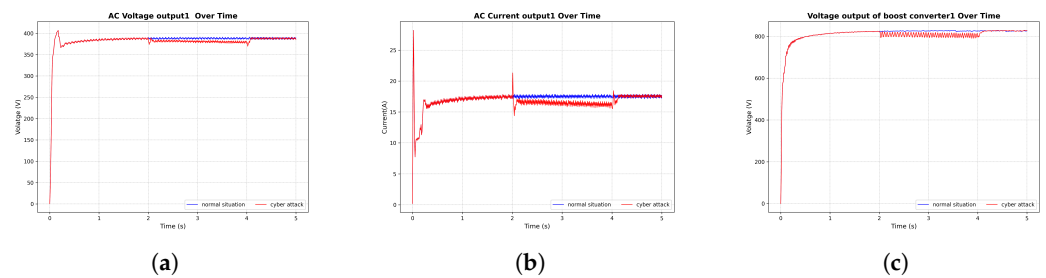 AC Voltage output1 Over Time
Volatge (V)
400
350
300
250
200
150
100
50
0
0 1 2 3 4 5
Time (s)
normal situation cyber attack
(a)
AC Current output1 Over Time
Current(A)
25
20
15
10
5
0
0 1 2 3 4 5
Time (s)
normal situation cyber attack
(b)
Voltage output of boost converter1 Over Time
Volatge (V)
800
600
400
200
0
0 1 2 3 4 5
Time (s)
normal situation cyber attack
(c)